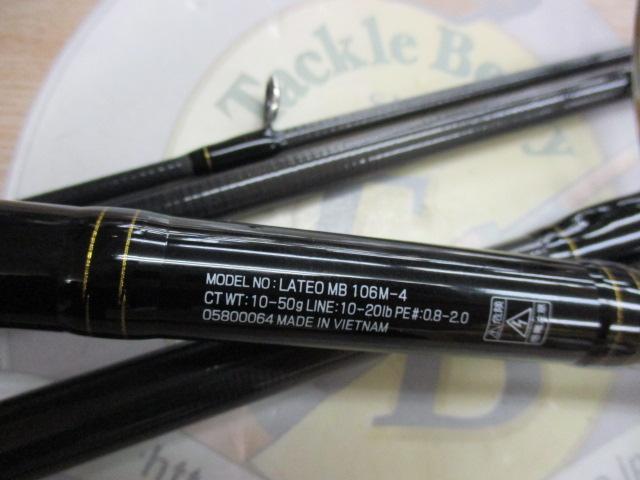 Tackle Be
MODEL NO : LATEO MB 106M-4
CT WT: 10-50g LINE: 10-20lb PE#: 0.8-2.0
05800064 MADE IN VIETNAM
TB